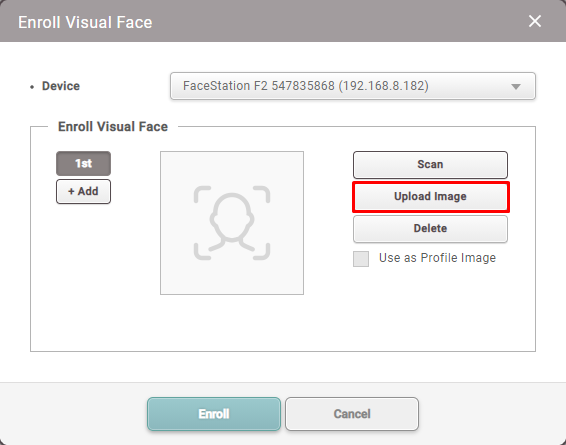 Enroll Visual Face
• Device
FaceStation F2 547835868 (192.168.8.182)
Enroll Visual Face
1st
+ Add
Scan
Upload Image
Delete
Use as Profile Image
Enroll
Cancel